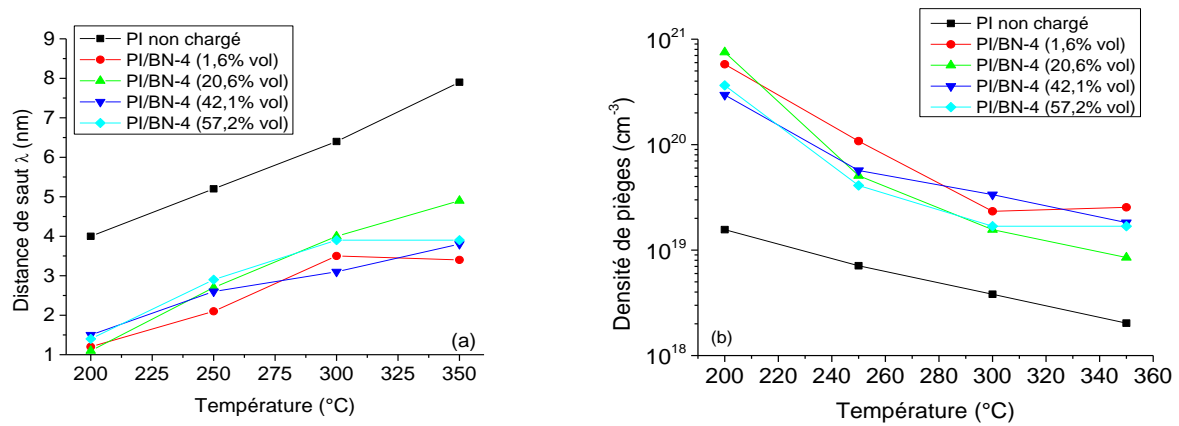 PI non chargé
PI/BN-4 (1,6% vol)
PI/BN-4 (20,6% vol)
PI/BN-4 (42,1% vol)
PI/BN-4 (57,2% vol)
9
8
7
6
5
4
3
2
1
Distance de saut λ (nm)
(a)
200 225 250 275 300 325 350
Température (°C)
PI non chargé
PI/BN-4 (1,6% vol)
PI/BN-4 (20,6% vol)
PI/BN-4 (42,1% vol)
PI/BN-4 (57,2% vol)
10²¹
10²⁰
10¹⁹
10¹⁸
Densité de pièges (cm⁻³)
(b)
200 220 240 260 280 300 320 340 360
Température (°C)